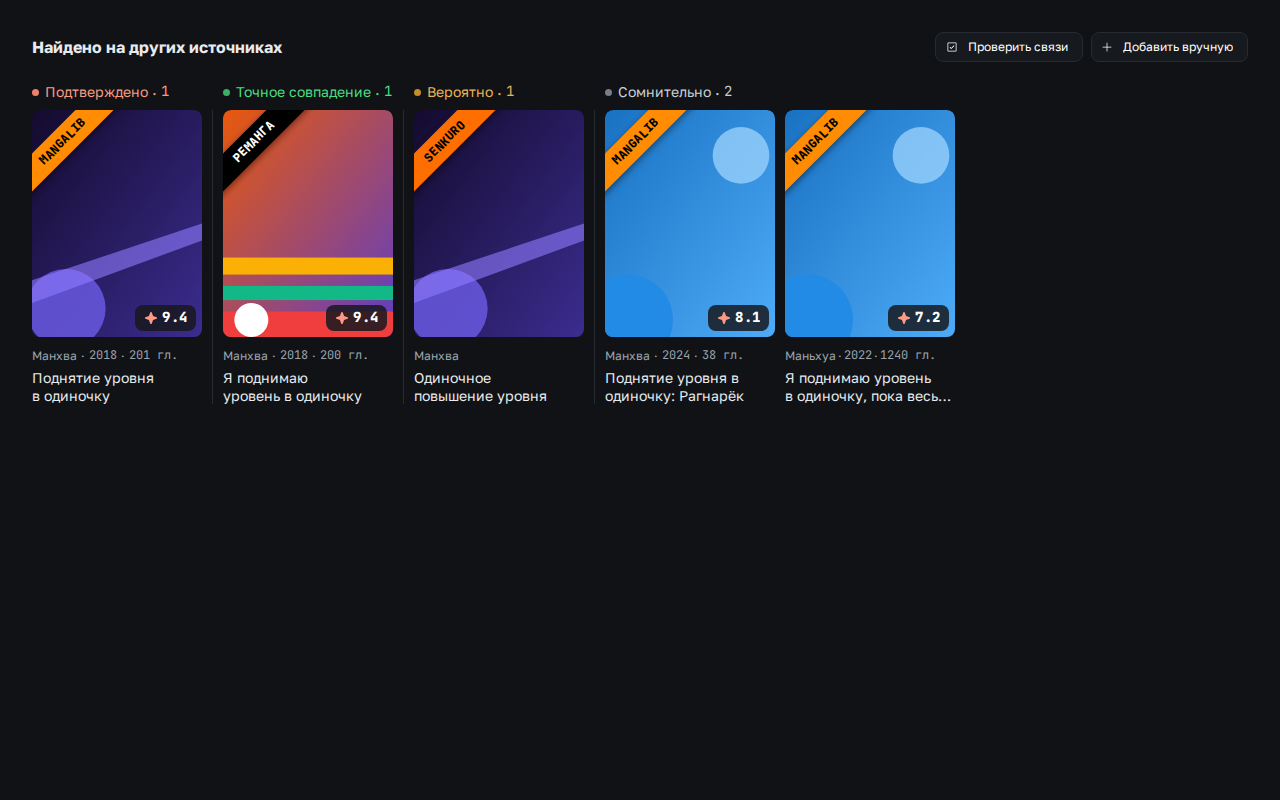 Найдено на других источниках
Проверить связи
Добавить вручную
Подтверждено · 1
Точное совпадение · 1
Вероятно · 1
Сомнительно · 2
MANGALIB
9.4
Манхва · 2018 · 201 гл.
Поднятие уровня
в одиночку
РЕМАНГА
9.4
Манхва · 2018 · 200 гл.
Я поднимаю
уровень в одиночку
SENKURO
Манхва
Одиночное
повышение уровня
MANGALIB
8.1
Манхва · 2024 · 38 гл.
Поднятие уровня в
одиночку: Рагнарёк
MANGALIB
7.2
Маньхуа · 2022 · 1240 гл.
Я поднимаю уровень
в одиночку, пока весь…